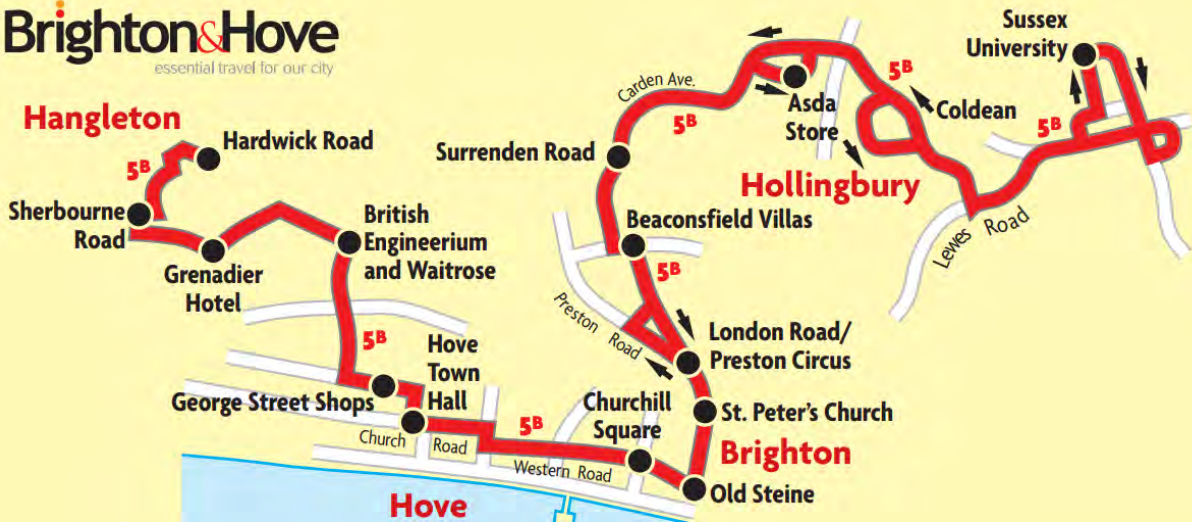 Brighton&Hove
essential travel for our city
Hangleton
Hardwick Road
5B
Sherbourne
Road
Grenadier
Hotel
British
Engineerium
and Waitrose
5B
George Street Shops
Hove
Town
Hall
Church Road
5B
Western Road
Hove
Churchill
Square
Old Steine
Brighton
St. Peter's Church
London Road/
Preston Circus
Preston Road
5B
Beaconsfield Villas
Surrenden Road
5B
Carden Ave.
Asda
Store
Hollingbury
5B
Coldean
Lewes Road
5B
Sussex
University